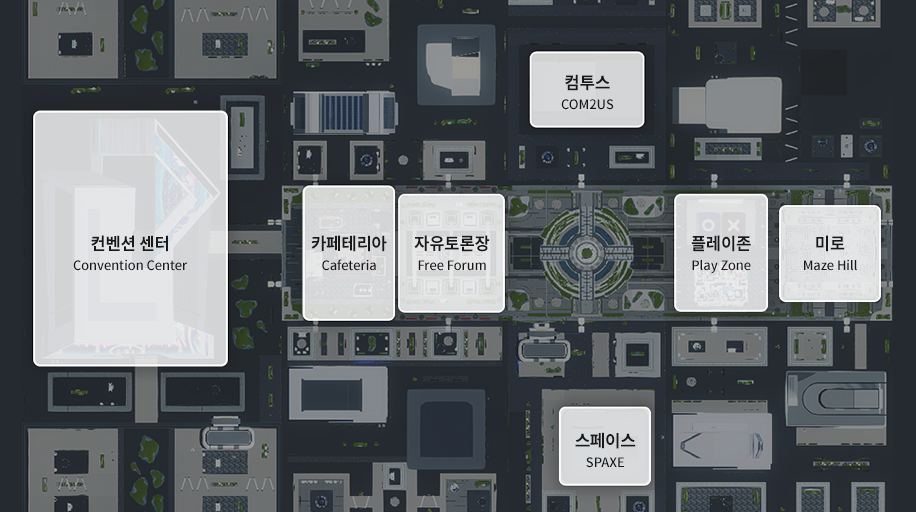 컴투스
COM2US
컨벤션 센터
Convention Center
카페테리아
Cafeteria
자유토론장
Free Forum
플레이존
Play Zone
미로
Maze Hill
스페이스
SPAXE